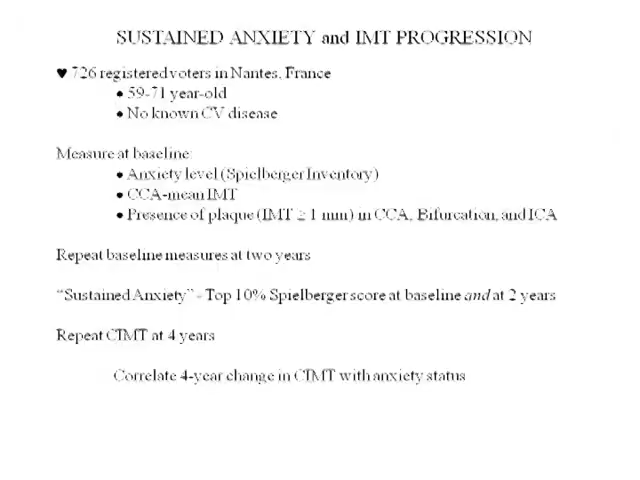 SUSTAINED ANXIETY and IMT PROGRESSION
♥ 726 registered voters in Nantes, France
• 59-71 year-old
• No known CV disease
Measure at baseline:
• Anxiety level (Spielberger Inventory)
• CCA-mean IMT
• Presence of plaque (IMT ≥ 1 mm) in CCA, Bifurcation, and ICA
Repeat baseline measures at two years
“Sustained Anxiety” - Top 10% Spielberger score at baseline and at 2 years
Repeat CIMT at 4 years
Correlate 4-year change in CIMT with anxiety status